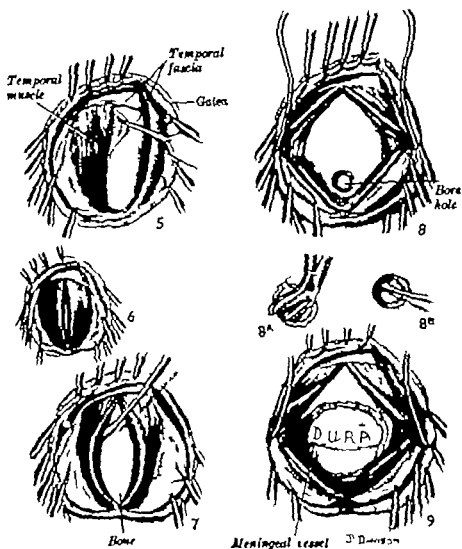 Temporal
fascia
Temporal
muscle
Galea
5
Bore
hole
8
6
8A
8B
DURA
7
9
Bone
Meningeal vessel